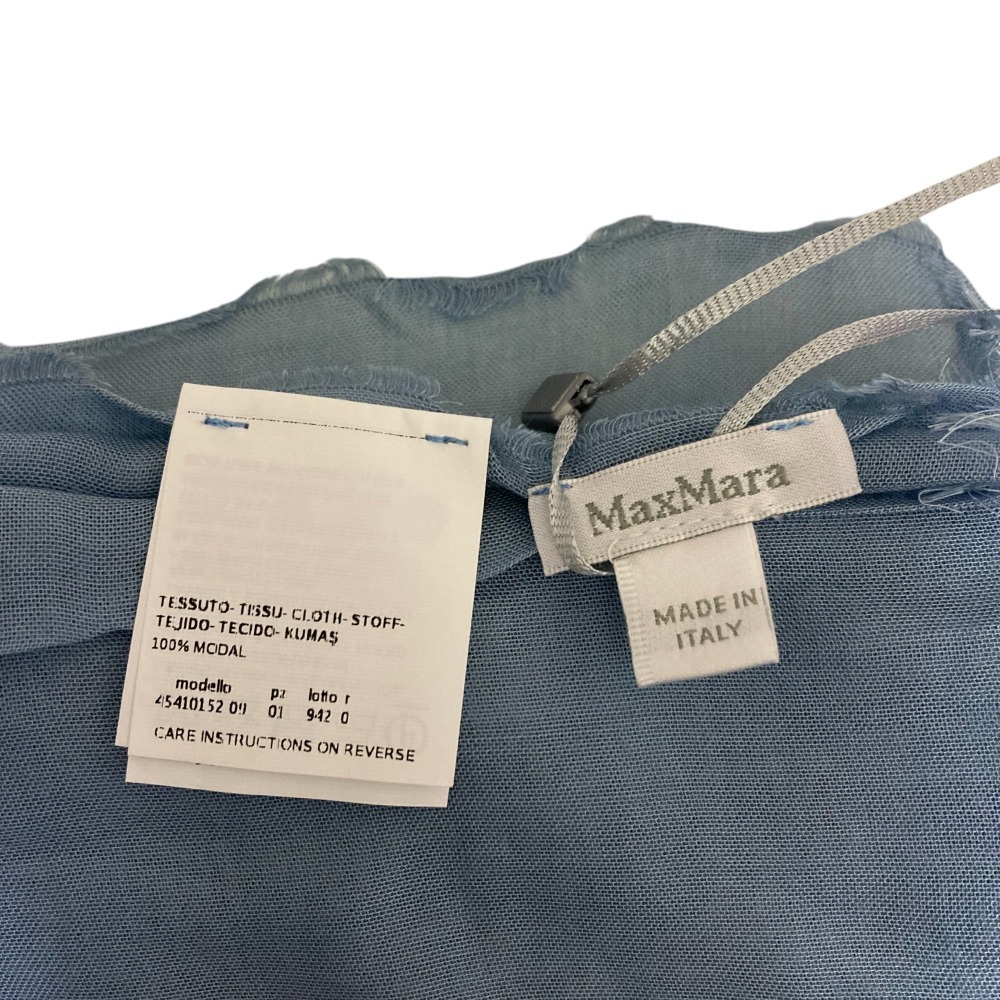 TESSUTO- TISSU- CLOTH- STOFF-
TEJIDO- TECIDO- KUMAŞ
100% MODAL
modello pz lotto r
45410152 09 01 942 0
CARE INSTRUCTIONS ON REVERSE
MaxMara
MADE IN
ITALY